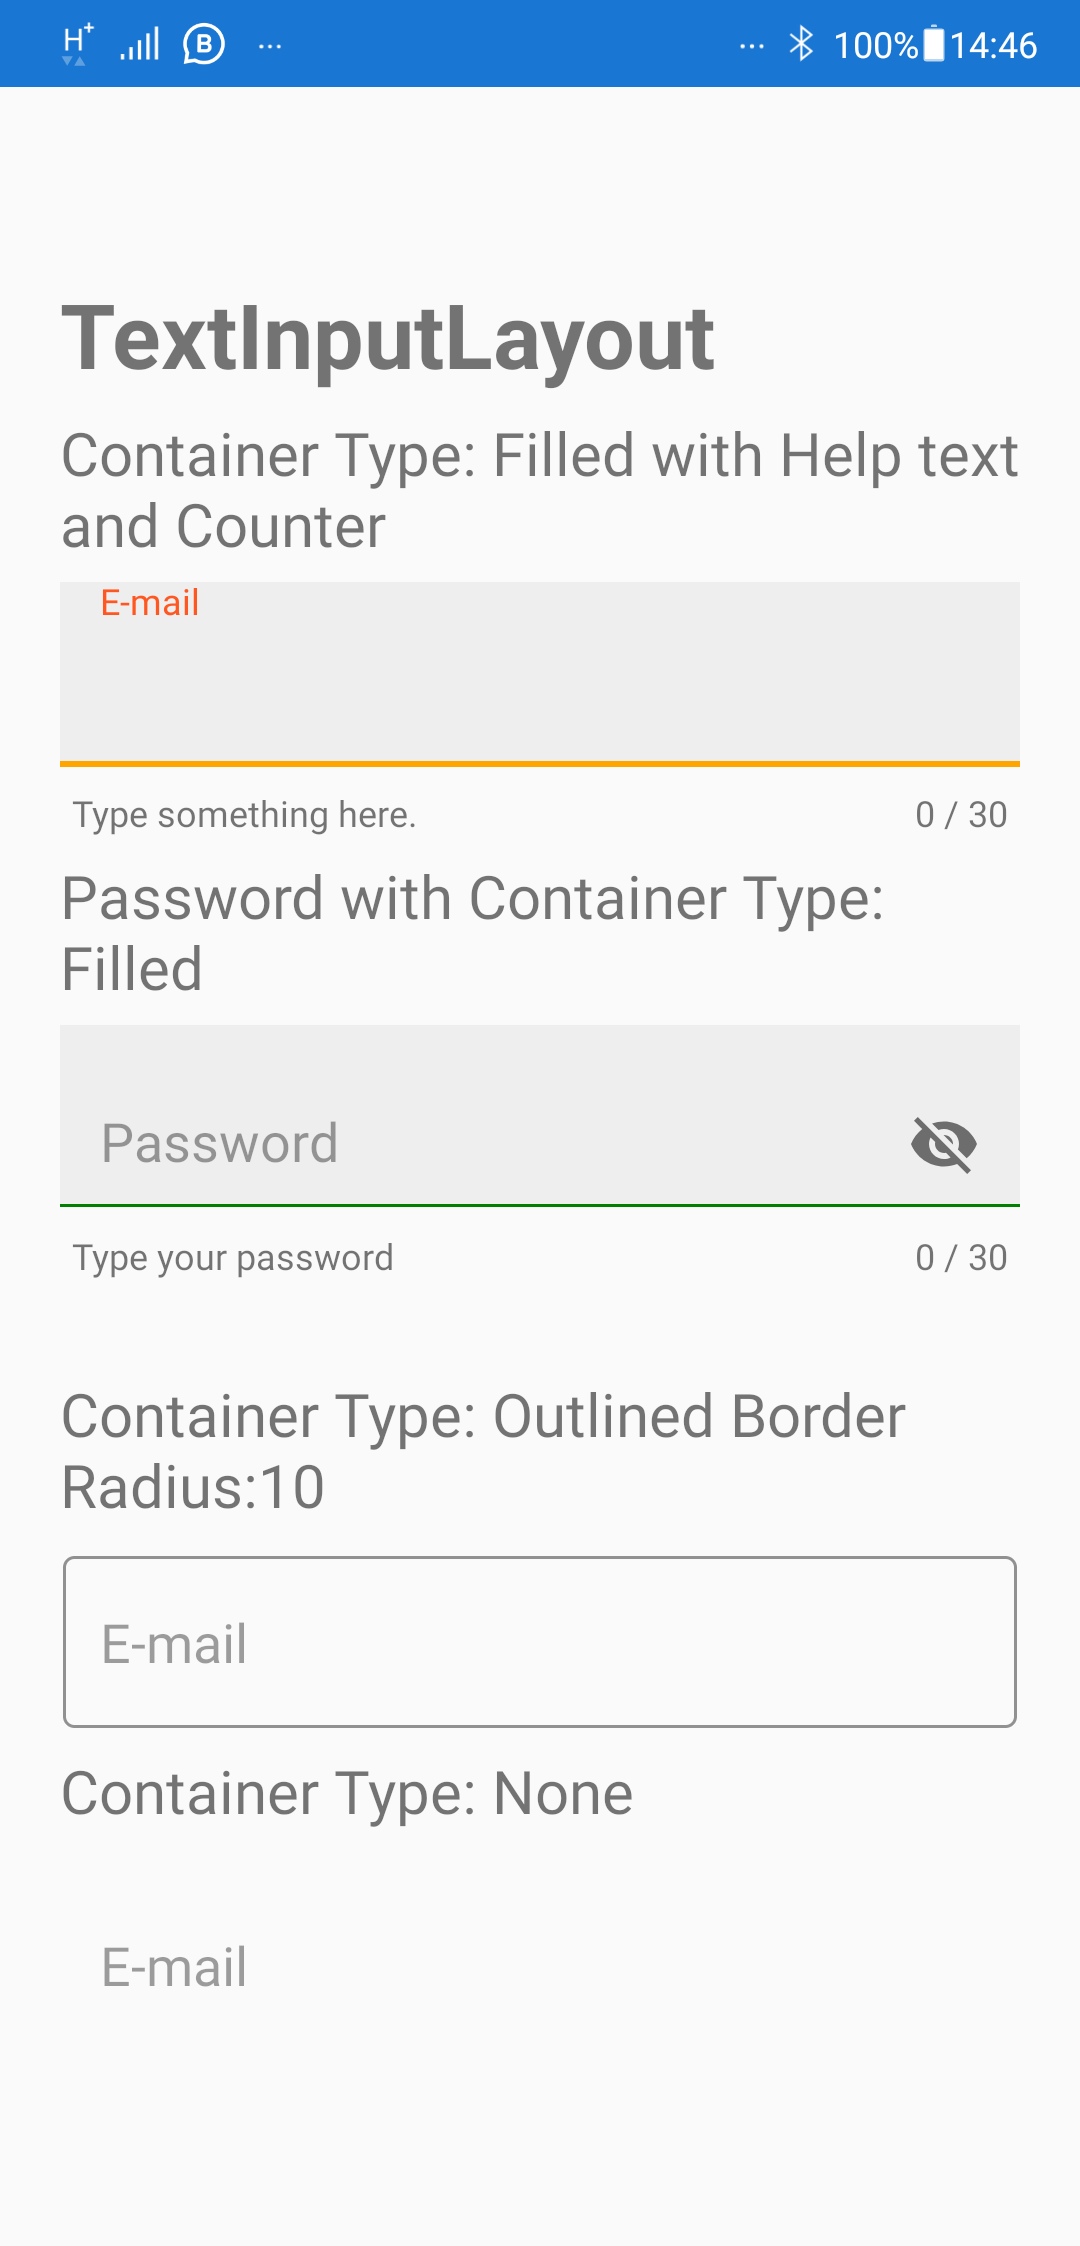 H+ B ... ... 100% 14:46
TextInputLayout
Container Type: Filled with Help text
and Counter
E-mail
Type something here. 0 / 30
Password with Container Type:
Filled
Password
Type your password 0 / 30
Container Type: Outlined Border
Radius:10
E-mail
Container Type: None
E-mail